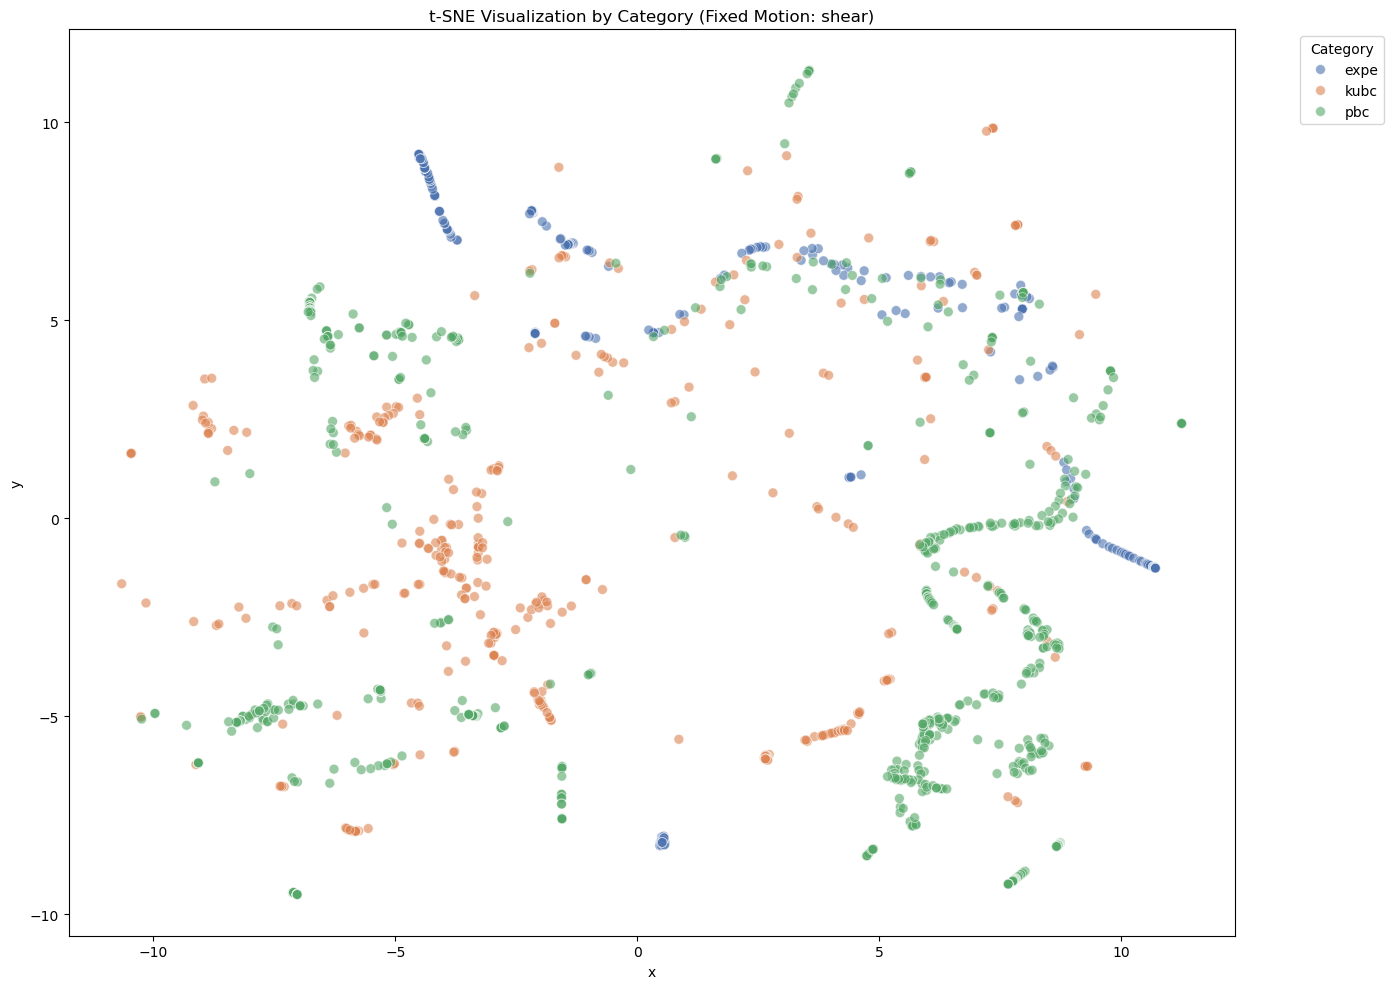 t-SNE Visualization by Category (Fixed Motion: shear)
Category
expe
kubc
pbc
10
5
0
−5
−10
y
−10
−5
0
5
10
x